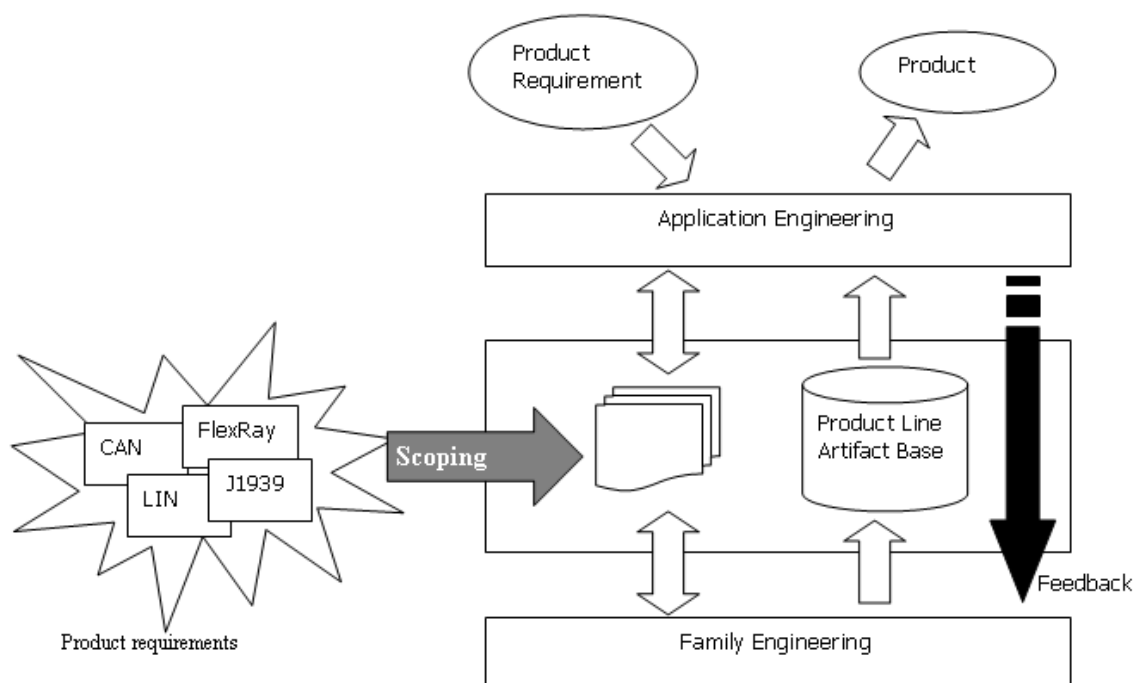 Product
Requirement
Product
Application Engineering
CAN
FlexRay
LIN
J1939
Scoping
Product Line
Artifact Base
Feedback
Product requirements
Family Engineering